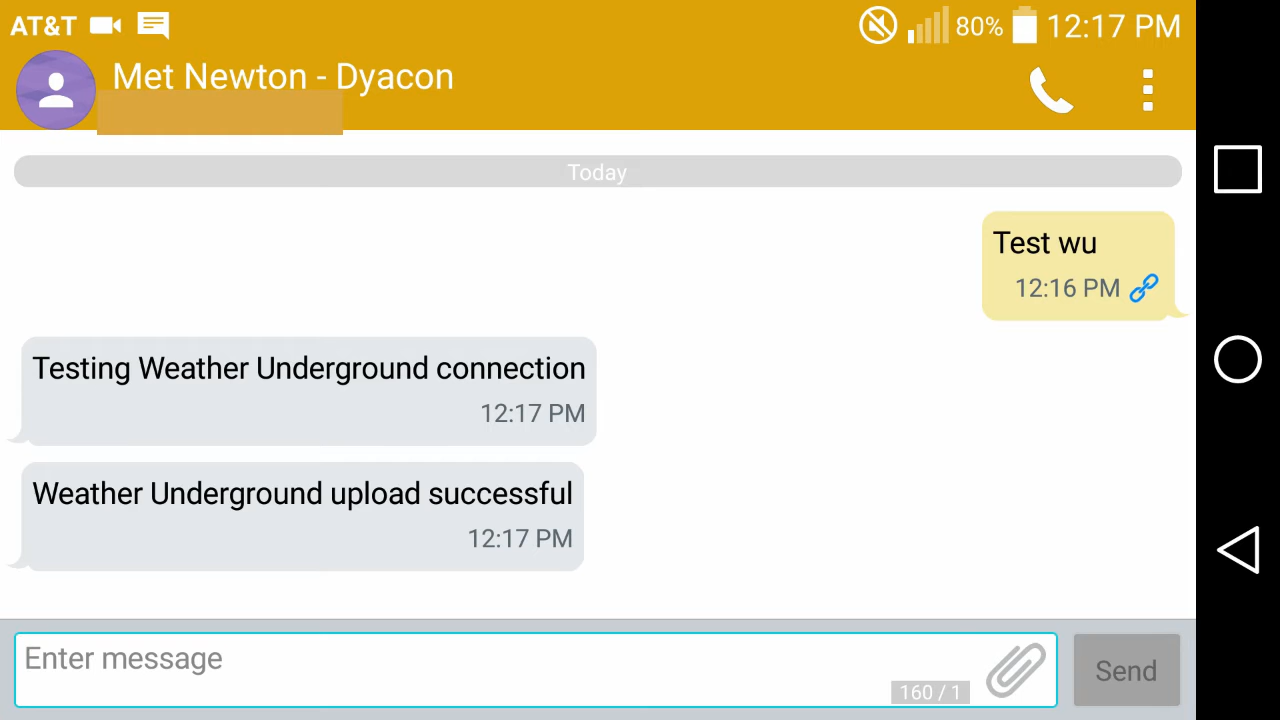 AT&T 80% 12:17 PM
Met Newton - Dyacon
Today
Test wu
12:16 PM
Testing Weather Underground connection
12:17 PM
Weather Underground upload successful
12:17 PM
Enter message
160 / 1
Send